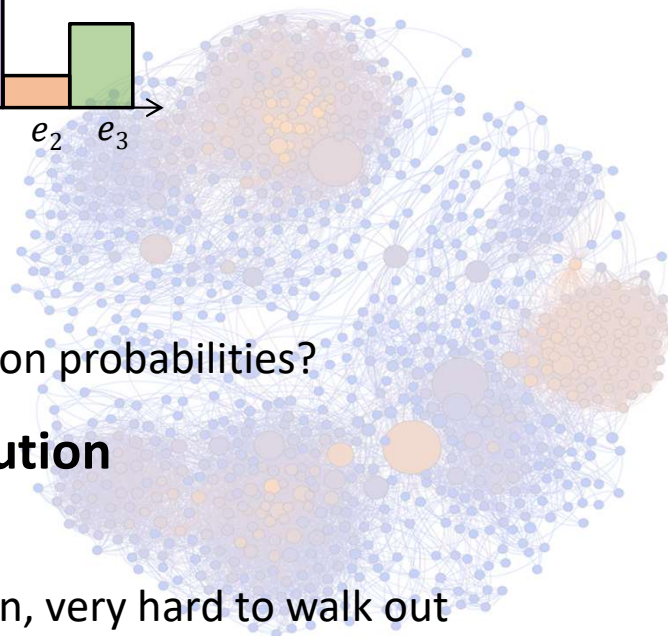 e₂ e₃
on probabilities?
ution
n, very hard to walk out